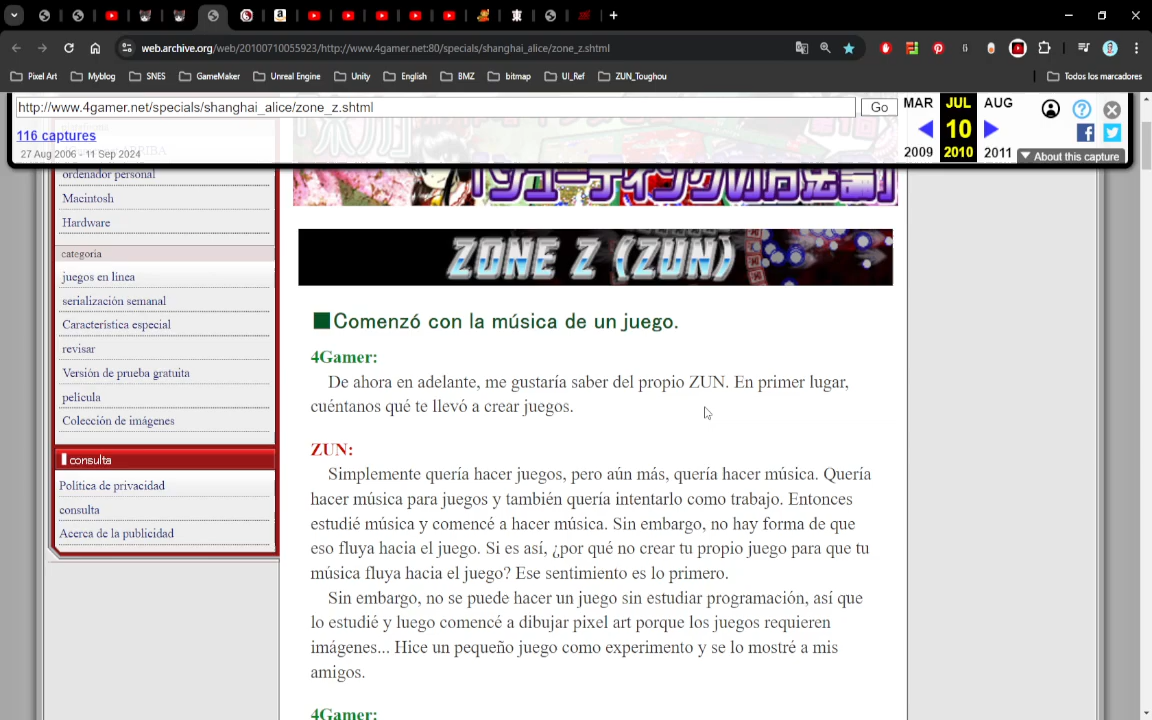 web.archive.org/web/20100710055923/http://www.4gamer.net:80/specials/shanghai_alice/zone_z.shtml
Pixel Art
Myblog
SNES
GameMaker
Unreal Engine
Unity
English
BMZ
bitmap
UI_Ref
ZUN_Toughou
Todos los marcadores
http://www.4gamer.net/specials/shanghai_alice/zone_z.shtml
Go
MAR
JUL
AUG
116 captures
10
27 Aug 2006 - 11 Sep 2024
2009
2010
2011
About this capture
ordenador personal
Macintosh
Hardware
categoria
juegos en linea
serialización semanal
Característica especial
revisar
Versión de prueba gratuita
pelicula
Colección de imágenes
consulta
Politica de privacidad
consulta
Acerca de la publicidad
ZONE Z (ZUN)
■Comenzó con la música de un juego.
4Gamer:
De ahora en adelante, me gustaría saber del propio ZUN. En primer lugar,
cuéntanos qué te llevó a crear juegos.
ZUN:
Simplemente quería hacer juegos, pero aún más, quería hacer música. Quería
hacer música para juegos y también quería intentarlo como trabajo. Entonces
estudié música y comencé a hacer música. Sin embargo, no hay forma de que
eso fluya hacia el juego. Si es así, ¿por qué no crear tu propio juego para que tu
música fluya hacia el juego? Ese sentimiento es lo primero.
Sin embargo, no se puede hacer un juego sin estudiar programación, así que
lo estudié y luego comencé a dibujar pixel art porque los juegos requieren
imágenes... Hice un pequeño juego como experimento y se lo mostré a mis
amigos.
4Gamer: